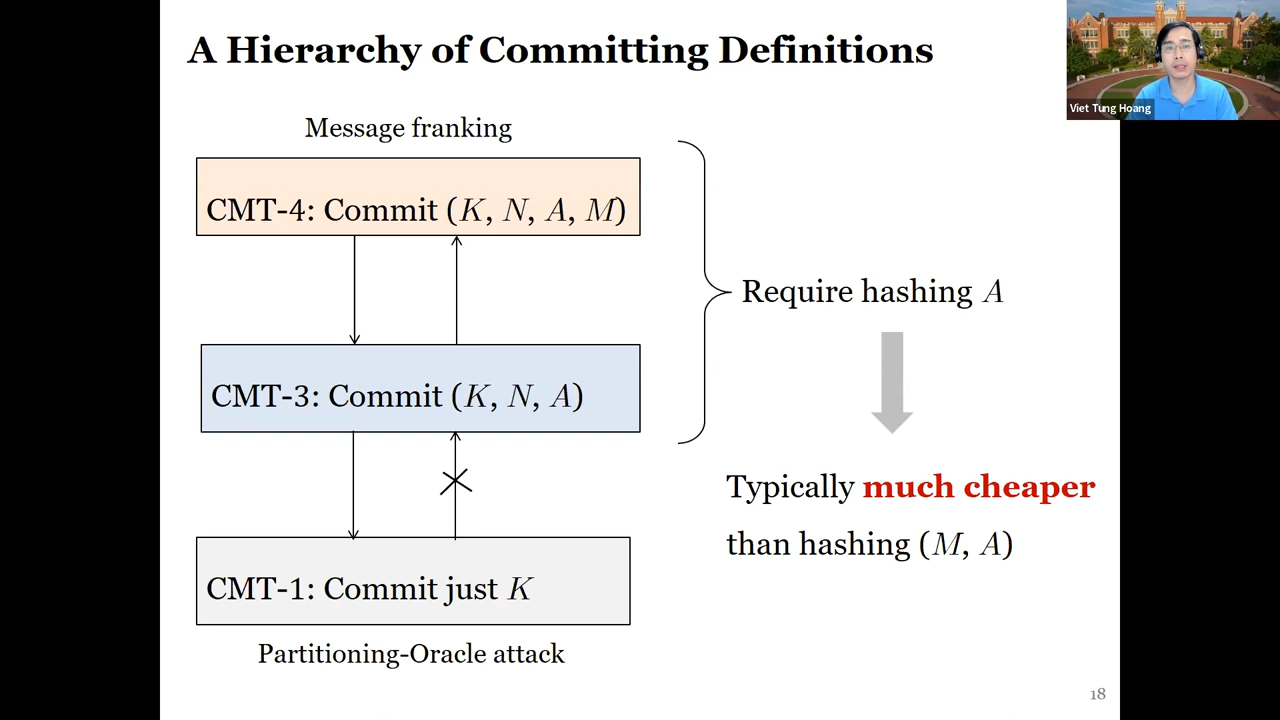 A Hierarchy of Committing Definitions
Viet Tung Hoang
Message franking
CMT-4: Commit (K, N, A, M)
Require hashing A
CMT-3: Commit (K, N, A)
Typically much cheaper
than hashing (M, A)
CMT-1: Commit just K
Partitioning-Oracle attack
18